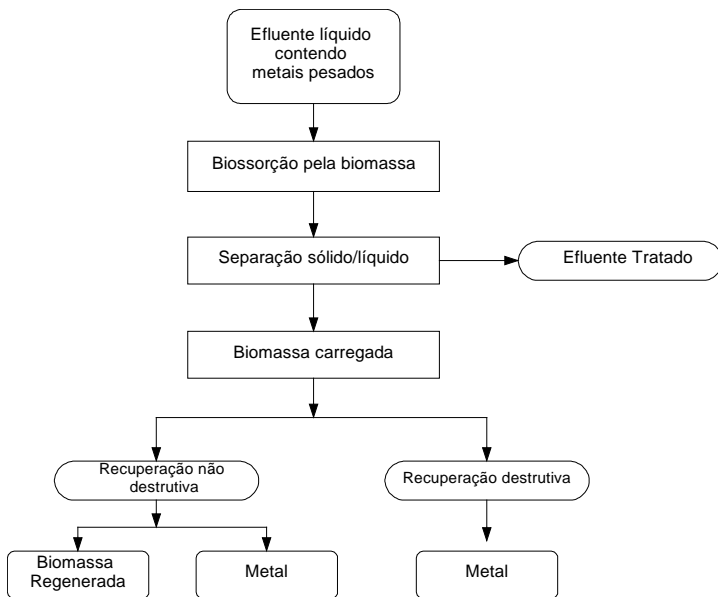 Efluente líquido
contendo
metais pesados
Biossorção pela biomassa
Separação sólido/líquido
Efluente Tratado
Biomassa carregada
Recuperação não
destrutiva
Recuperação destrutiva
Biomassa
Regenerada
Metal
Metal